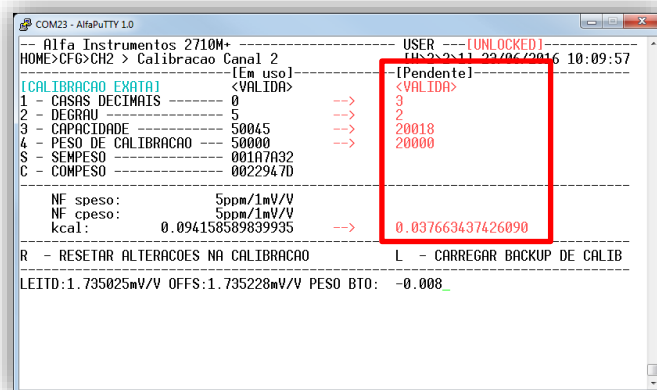 COM23 - AlfaPuTTY 1.0
-- Alfa Instrumentos 2710M+ ---------------------- USER ---[UNLOCKED]-----------
HOME>CFG>CH2 > Calibracao Canal 2 [H>2>2>1] 23/06/2016 10:09:57
---------------------------[Em uso]-------------[Pendente]--------------------
[CALIBRACAO EXATA] <VALIDA> <VALIDA>
1 - CASAS DECIMAIS ------- 0 --> 3
2 - DEGRAU --------------- 5 --> 2
3 - CAPACIDADE ----------- 50045 --> 20018
4 - PESO DE CALIBRACAO --- 50000 --> 20000
S - SEMPESO -------------- 001A7A32
C - COMPESO -------------- 0022947D
NF speso: 5ppm/1mV/V
NF cpeso: 5ppm/1mV/V
kcal: 0.094158589839935 --> 0.037663437426090
R - RESETAR ALTERACOES NA CALIBRACAO L - CARREGAR BACKUP DE CALIB
LEITD:1.735025mV/V OFFS:1.735228mV/V PESO BTO: -0.008_